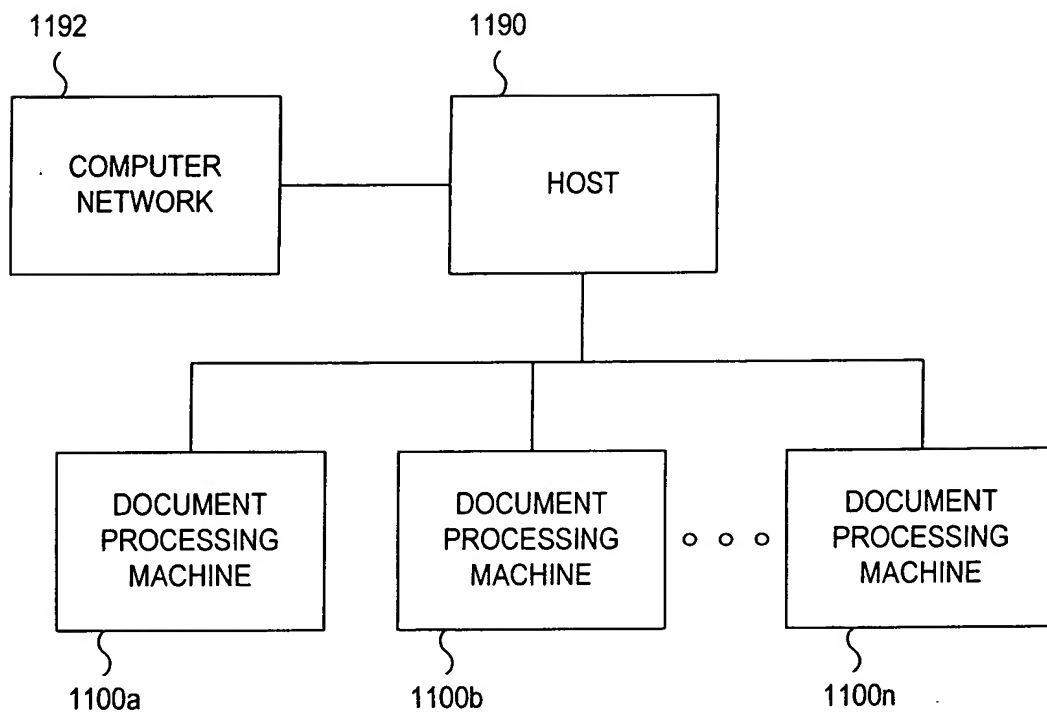 1192
1190
COMPUTER
NETWORK
HOST
DOCUMENT
PROCESSING
MACHINE
DOCUMENT
PROCESSING
MACHINE
DOCUMENT
PROCESSING
MACHINE
1100a
1100b
1100n